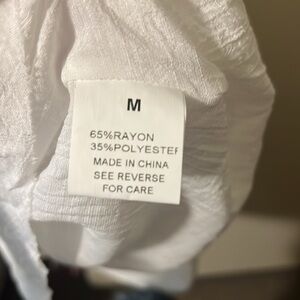 M
65%RAYON
35%POLYESTER
MADE IN CHINA
SEE REVERSE
FOR CARE